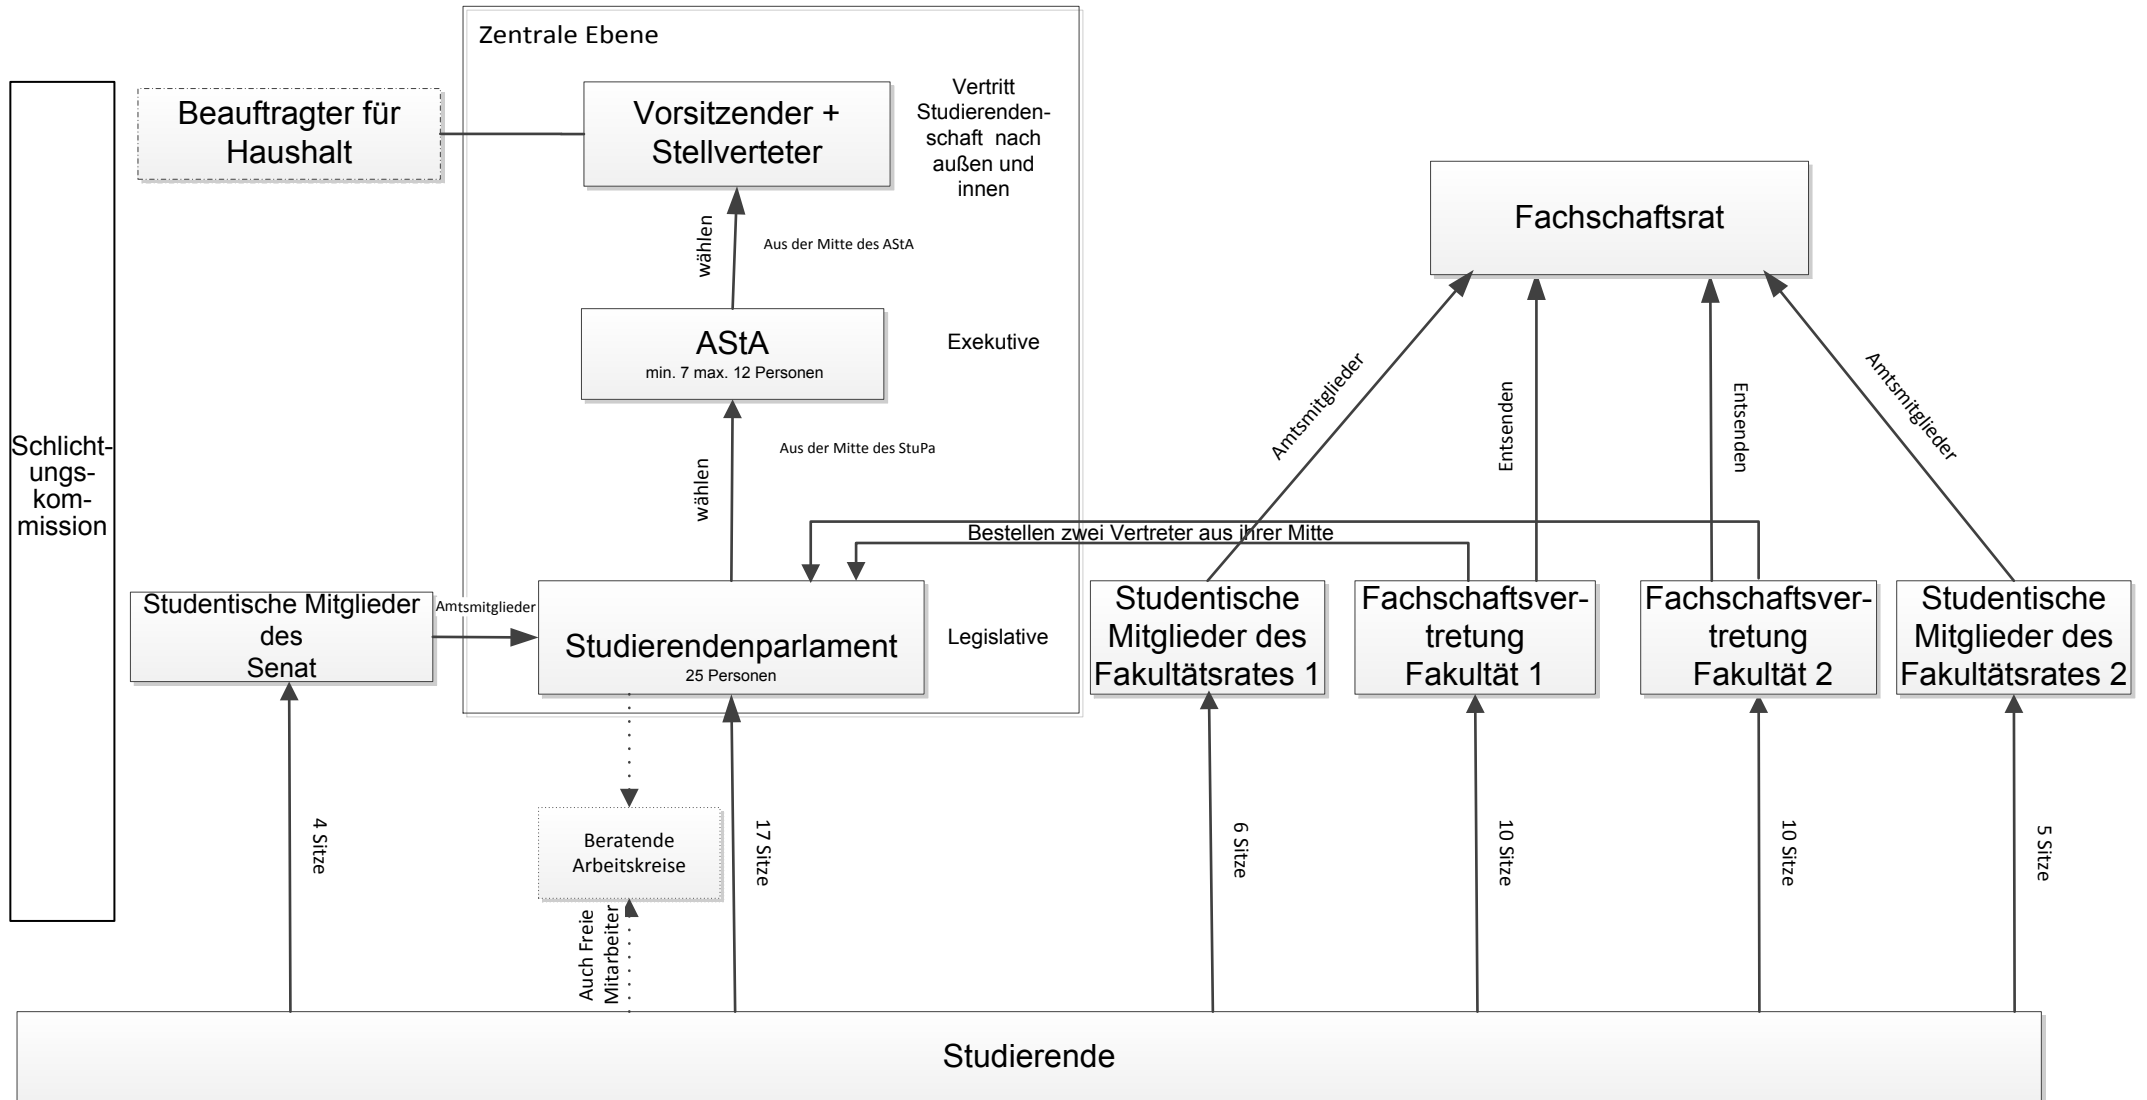 Zentrale Ebene
Beauftragter für
Haushalt
Vorsitzender +
Stellverteter
Vertritt
Studierenden-
schaft nach
außen und
innen
Fachschaftsrat
wählen
Aus der Mitte des AStA
AStA
min. 7 max. 12 Personen
Exekutive
Amtsmitglieder
Entsenden
Entsenden
Amtsmitglieder
Schlicht-
ungs-
kom-
mission
wählen
Aus der Mitte des StuPa
Bestellen zwei Vertreter aus ihrer Mitte
Studentische Mitglieder
des
Senat
Amtsmitglieder
Studierendenparlament
25 Personen
Legislative
Studentische
Mitglieder des
Fakultätsrates 1
Fachschaftsver-
tretung
Fakultät 1
Fachschaftsver-
tretung
Fakultät 2
Studentische
Mitglieder des
Fakultätsrates 2
4 Sitze
Beratende
Arbeitskreise
17 Sitze
6 Sitze
10 Sitze
10 Sitze
5 Sitze
Auch Freie
Mitarbeiter
Studierende